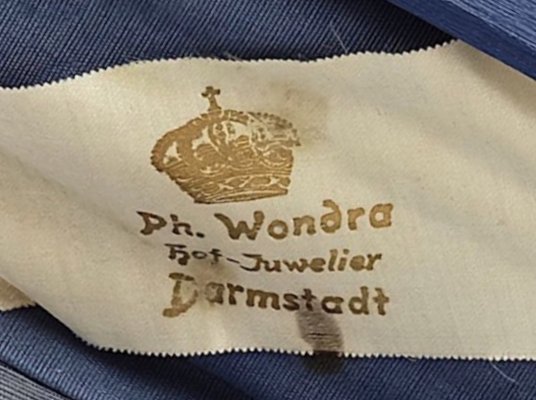 Ph. Wondra
Hof-Juwelier
Darmstadt